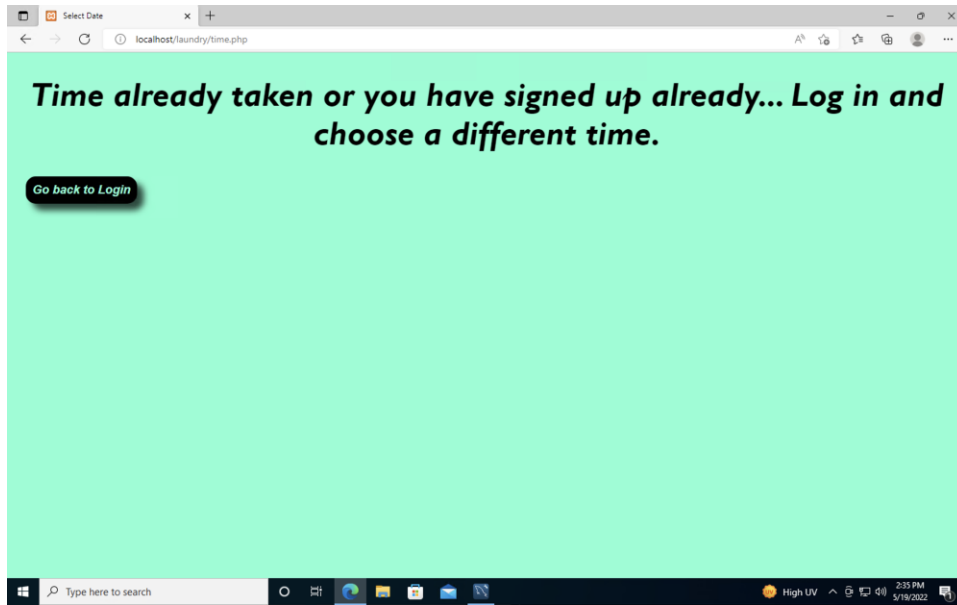 Select Date
localhost/laundry/time.php
Time already taken or you have signed up already... Log in and
choose a different time.
Go back to Login
Type here to search
High UV
2:35 PM
5/19/2022